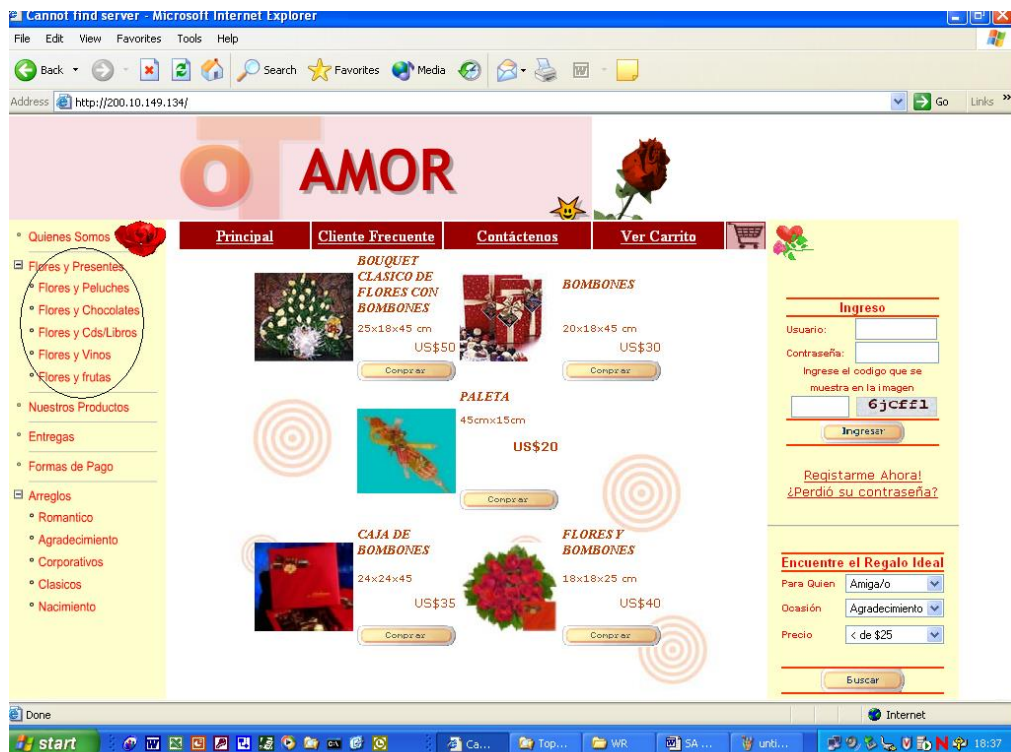 Cannot find server - Microsoft Internet Explorer
File Edit View Favorites Tools Help
Back Search Favorites Media
Address http://200.10.149.134/ Go Links »
oT AMOR
Quienes Somos
Flores y Presentes
Flores y Peluches
Flores y Chocolates
Flores y Cds/Libros
Flores y Vinos
Flores y frutas
Nuestros Productos
Entregas
Formas de Pago
Arreglos
Romantico
Agradecimiento
Corporativos
Clasicos
Nacimiento
Principal Cliente Frecuente Contáctenos Ver Carrito
BOUQUET
CLASICO DE
FLORES CON
BOMBONES
25x18x45 cm
US$50
Comprar
BOMBONES
20x18x45 cm
US$30
Comprar
PALETA
45cmx15cm
US$20
Comprar
CAJA DE
BOMBONES
24x24x45
US$35
Comprar
FLORES Y
BOMBONES
18x18x25 cm
US$40
Comprar
Ingreso
Usuario:
Contraseña:
Ingrese el codigo que se
muestra en la imagen
6jcff1
Ingresar
Registarme Ahora!
¿Perdió su contraseña?
Encuentre el Regalo Ideal
Para Quien Amiga/o
Ocasión Agradecimiento
Precio < de $25
Buscar
Done Internet
start Ca... Top... WR SA ... unti... 18:37